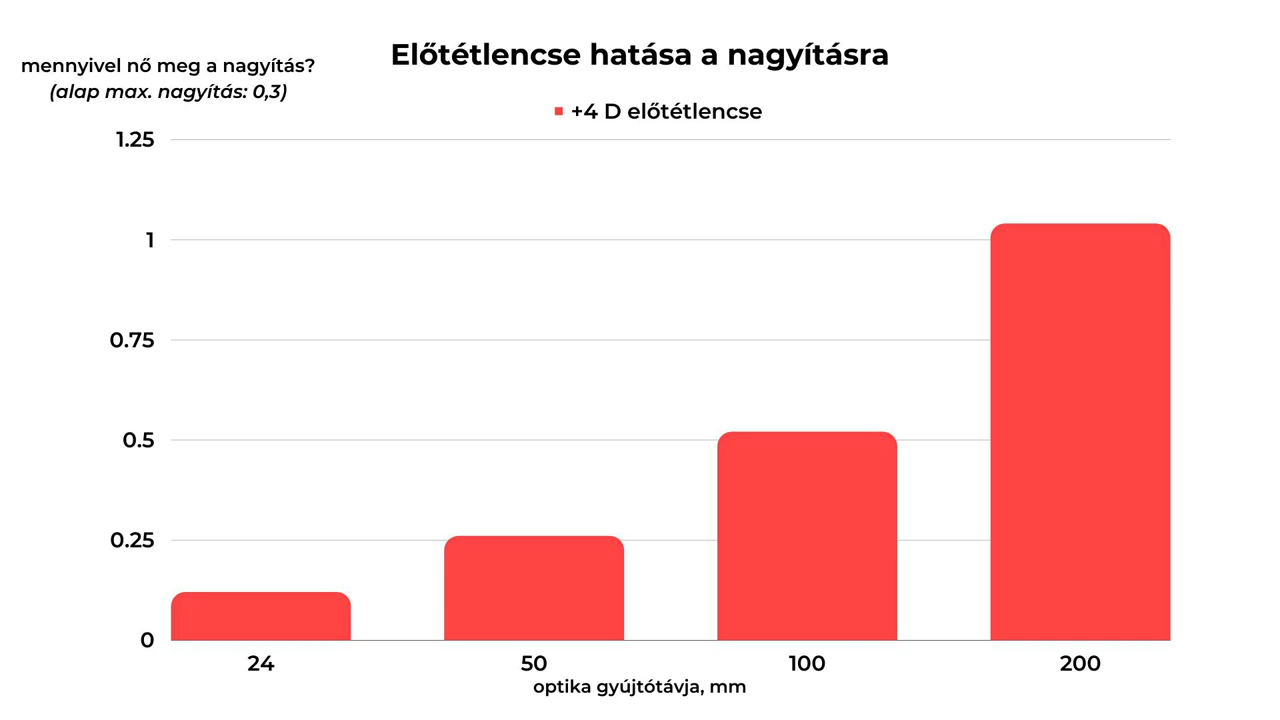 Előtétlencse hatása a nagyításra
mennyivel nő meg a nagyítás?
(alap max. nagyítás: 0,3)
+4 D előtétlencse
1.25
1
0.75
0.5
0.25
0
24 50 100 200
optika gyújtótávja, mm